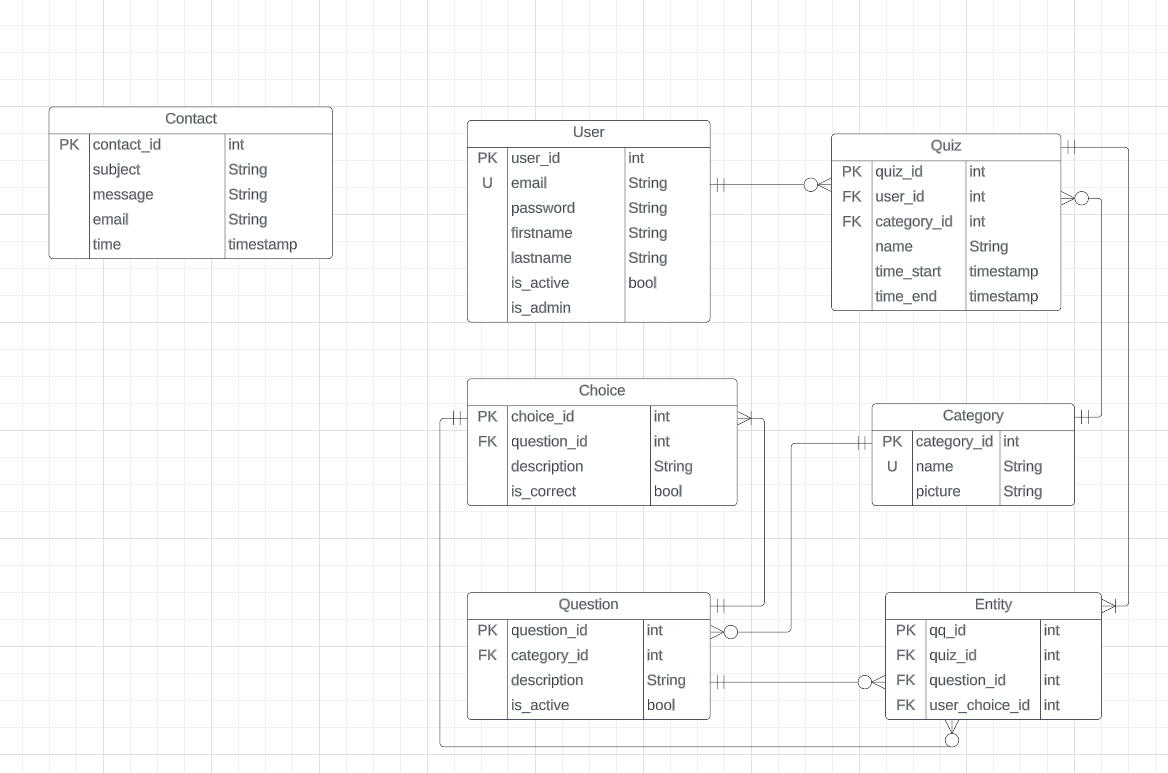 Contact
PK contact_id int
subject String
message String
email String
time timestamp
User
PK user_id int
U email String
password String
firstname String
lastname String
is_active bool
is_admin
Quiz
PK quiz_id int
FK user_id int
FK category_id int
name String
time_start timestamp
time_end timestamp
Choice
PK choice_id int
FK question_id int
description String
is_correct bool
Category
PK category_id int
U name String
picture String
Question
PK question_id int
FK category_id int
description String
is_active bool
Entity
PK qq_id int
FK quiz_id int
FK question_id int
FK user_choice_id int